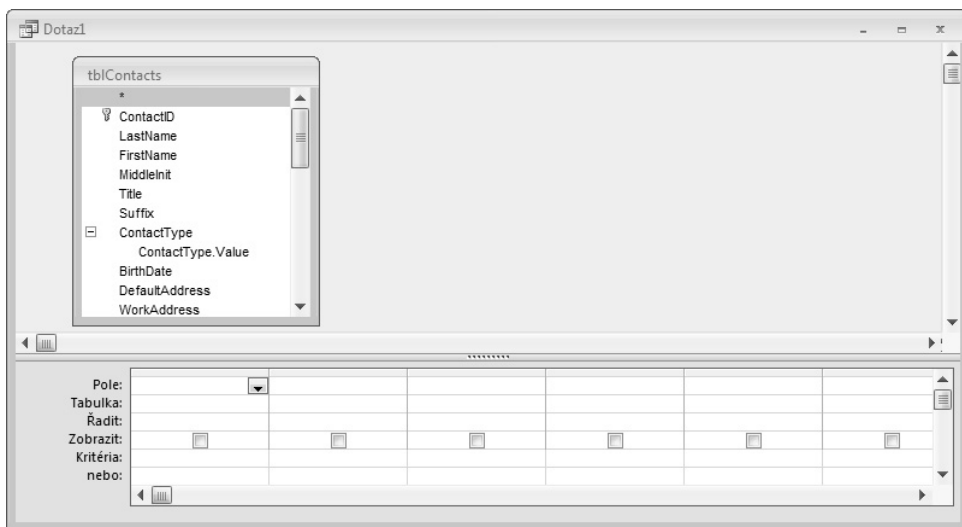 Dotaz1
tblContacts
*
ContactID
LastName
FirstName
MiddleInit
Title
Suffix
ContactType
ContactType.Value
BirthDate
DefaultAddress
WorkAddress
Pole:
Tabulka:
Řadit:
Zobrazit:
Kritéria:
nebo: